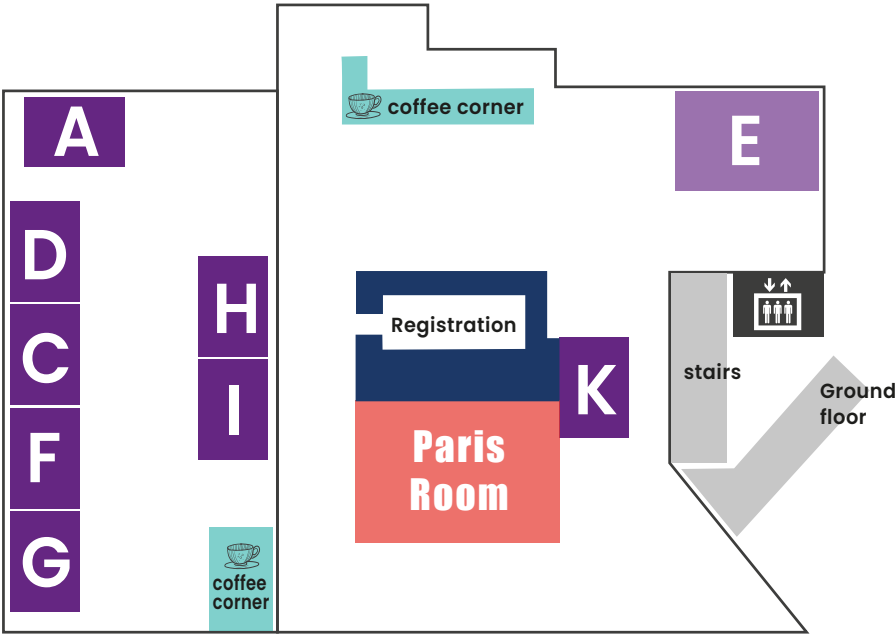 coffee corner
A
E
D
H
Registration
C
I
K
stairs
Ground
floor
F
Paris
Room
G
coffee
corner